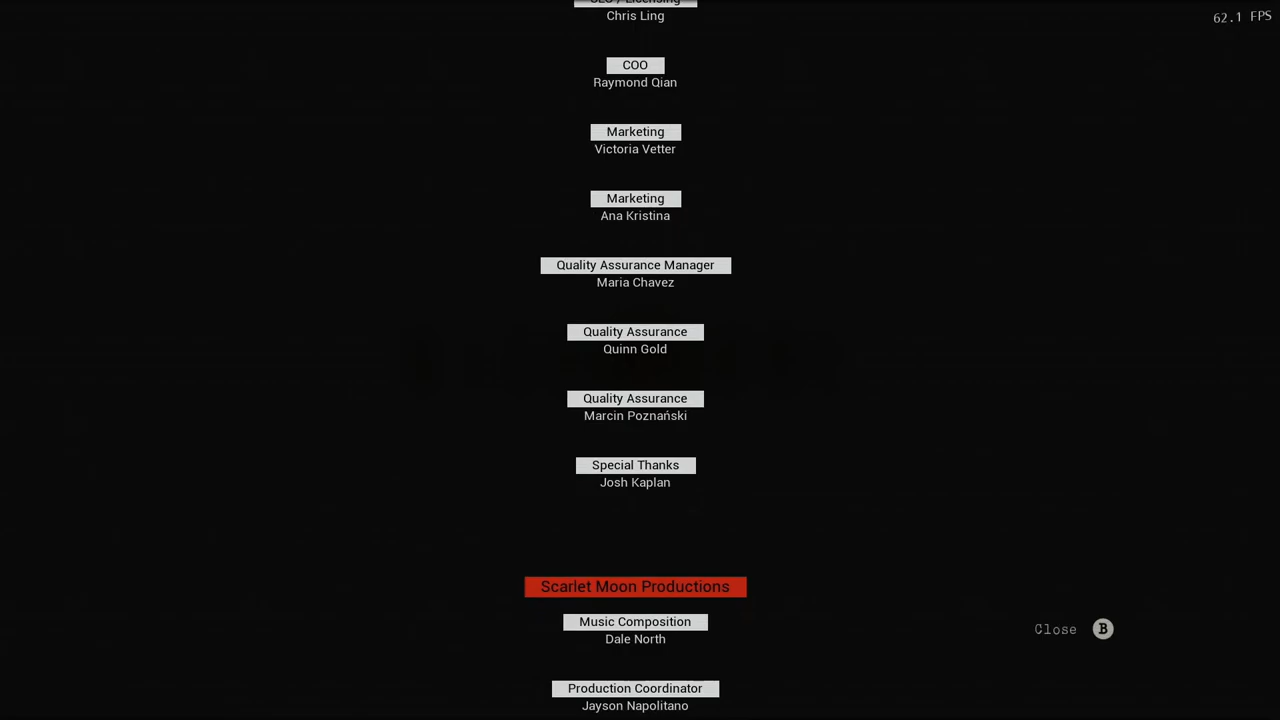 CEO / Licensing
Chris Ling
62.1 FPS
COO
Raymond Qian
Marketing
Victoria Vetter
Marketing
Ana Kristina
Quality Assurance Manager
Maria Chavez
Quality Assurance
Quinn Gold
Quality Assurance
Marcin Poznański
Special Thanks
Josh Kaplan
Scarlet Moon Productions
Music Composition
Dale North
Close B
Production Coordinator
Jayson Napolitano